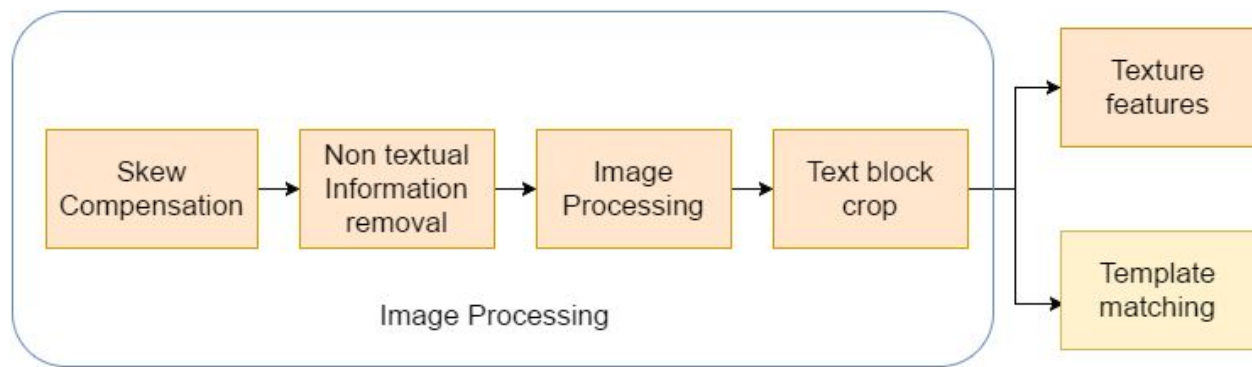 Skew
Compensation
Non textual
Information
removal
Image
Processing
Text block
crop
Texture
features
Template
matching
Image Processing